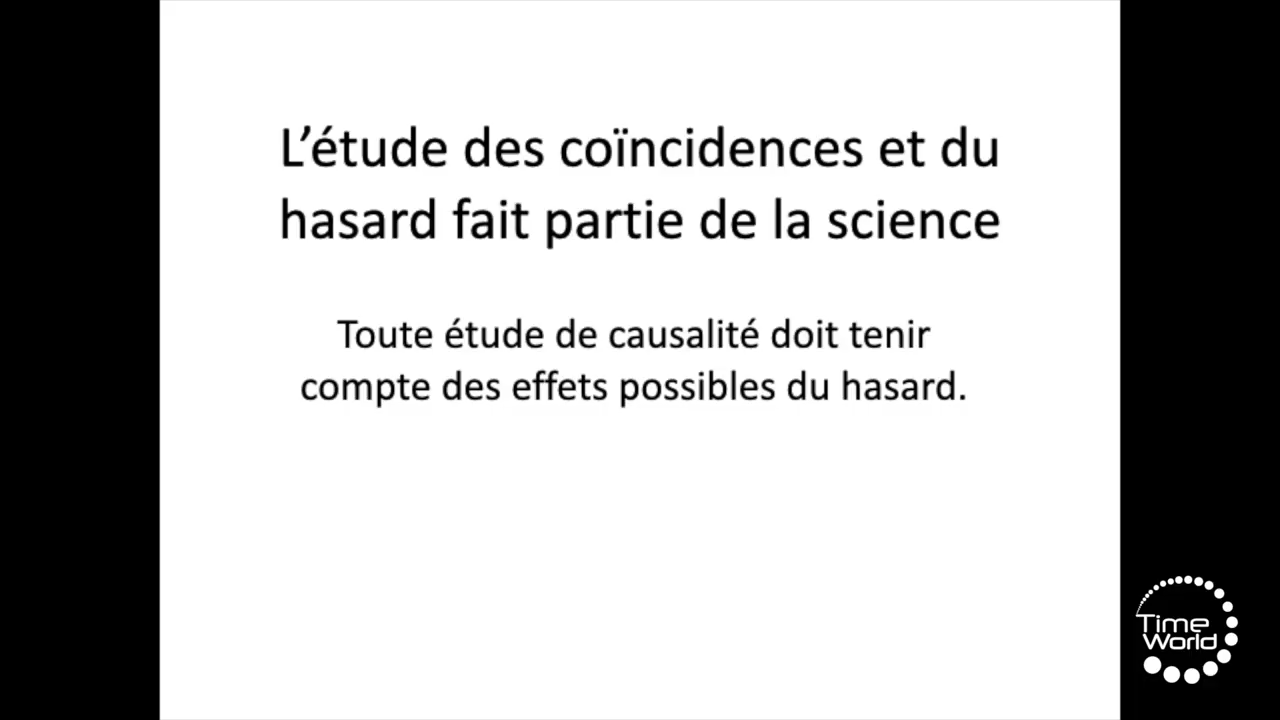 L’étude des coïncidences et du
hasard fait partie de la science
Toute étude de causalité doit tenir
compte des effets possibles du hasard.
Time
World